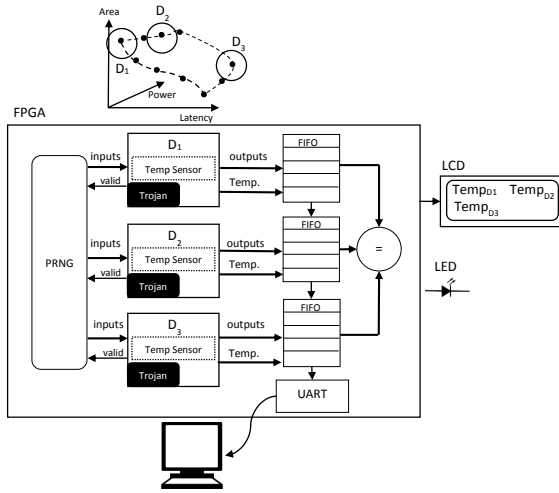 Area
D2
D3
D1
Power
Latency
FPGA
PRNG
inputs
valid
D1
Temp Sensor
Trojan
outputs
Temp.
FIFO
inputs
valid
D2
Temp Sensor
Trojan
outputs
Temp.
FIFO
inputs
valid
D3
Temp Sensor
Trojan
outputs
Temp.
FIFO
=
UART
LCD
TempD1 TempD2
TempD3
LED